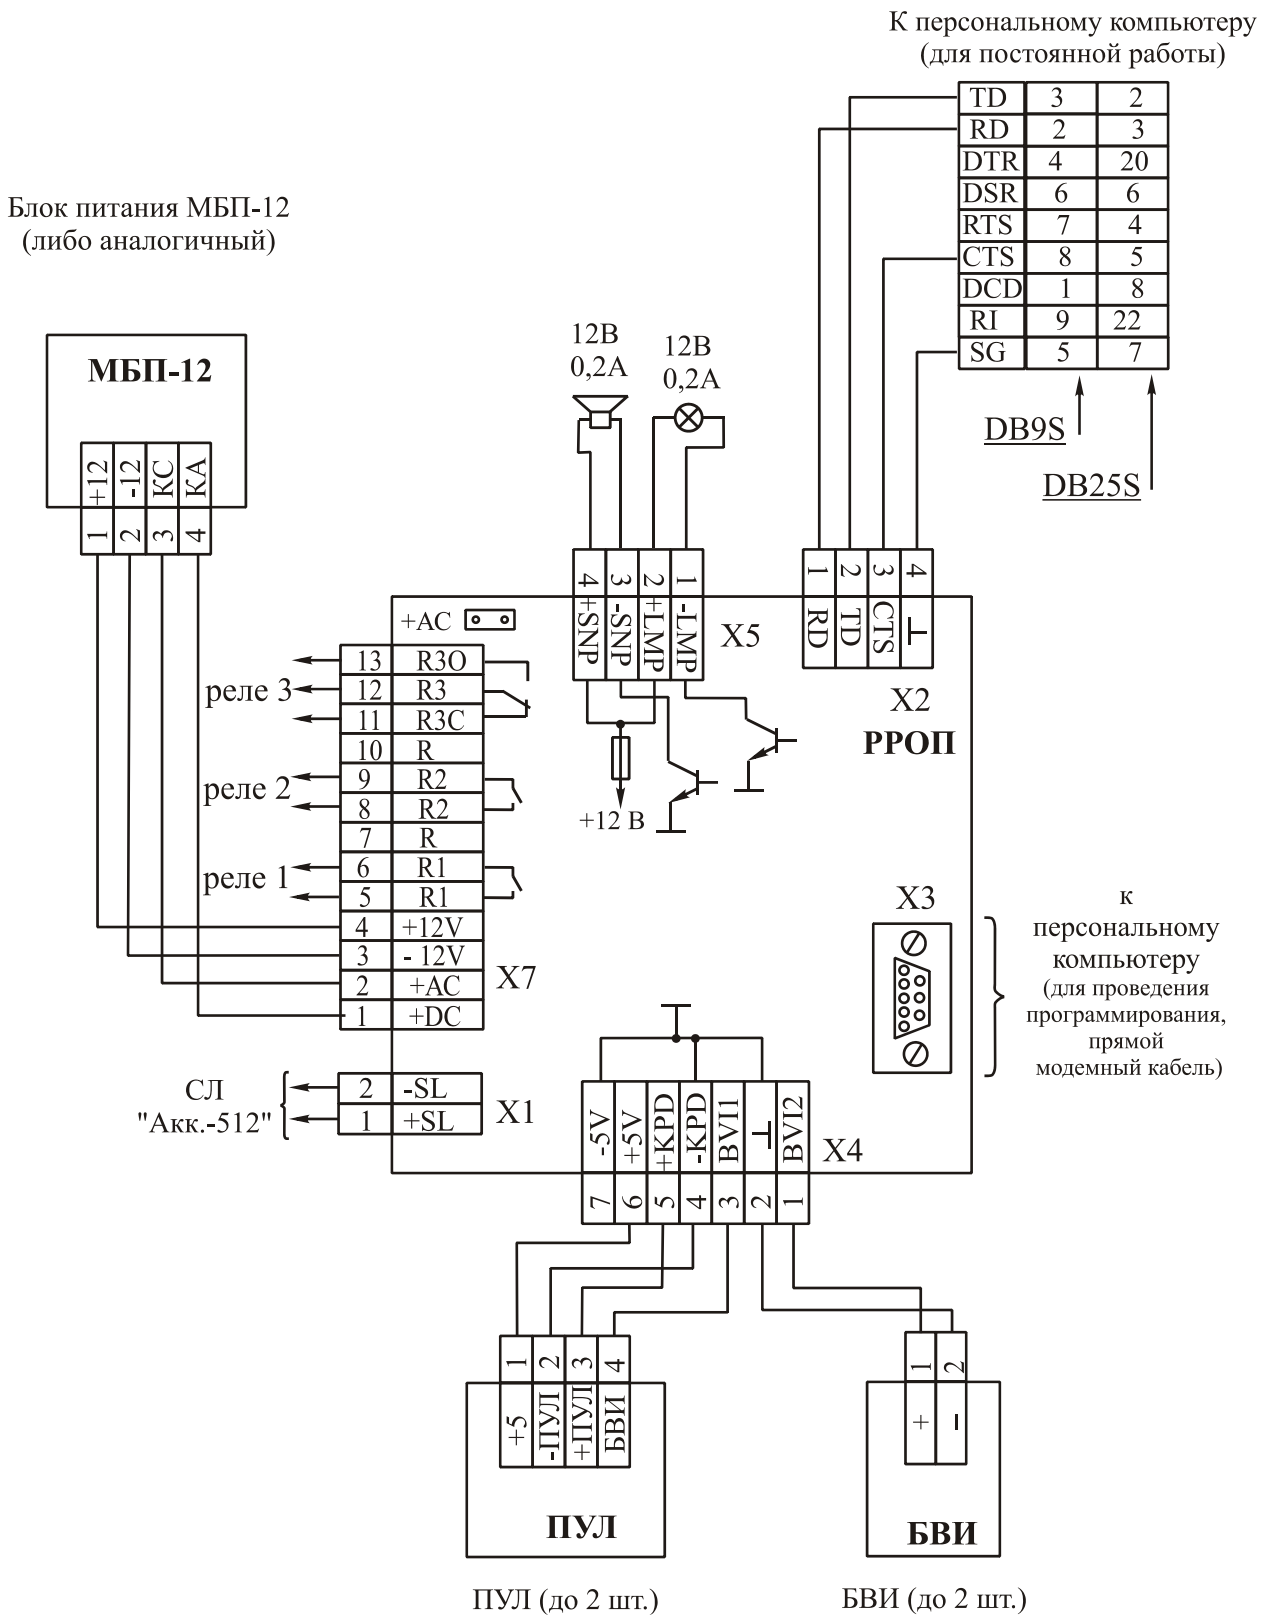 К персональному компьютеру
(для постоянной работы)
TD 3 2
RD 2 3
DTR 4 20
DSR 6 6
RTS 7 4
CTS 8 5
DCD 1 8
RI 9 22
SG 5 7
DB9S
DB25S
Блок питания МБП-12
(либо аналогичный)
МБП-12
+12 -12 КС КА
1 2 3 4
12В
0,2А
12В
0,2А
4 3 2 1
+SNP -SNP +LMP -LMP
X5
1 2 3 4
RD TD CTS ⊥
X2
РРОП
+AC
13 R3O
12 R3
11 R3C
10 R
9 R2
8 R2
7 R
6 R1
5 R1
4 +12V
3 - 12V
2 +AC
1 +DC
реле 3
реле 2
реле 1
X7
+12 В
X3
к
персональному
компьютеру
(для проведения
программирования,
прямой
модемный кабель)
СЛ
"Акк.-512"
2 -SL
1 +SL
X1
-5V +5V +KPD -KPD BVI1 ⊥ BVI2
7 6 5 4 3 2 1
X4
1 2 3 4
+5 -ПУЛ +ПУЛ БВИ
ПУЛ
1 2
+ -
БВИ
ПУЛ (до 2 шт.)
БВИ (до 2 шт.)